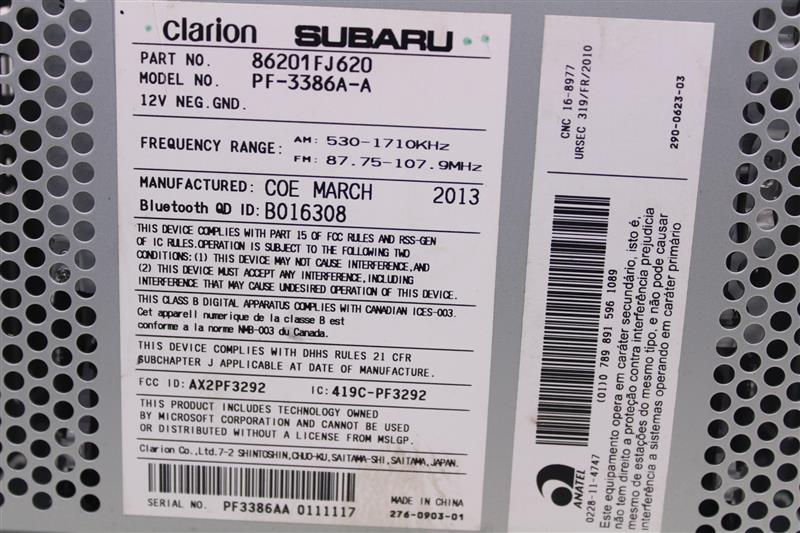 clarion SUBARU
PART NO. 86201FJ620
MODEL NO. PF-3386A-A
12V NEG.GND.
FREQUENCY RANGE: AM: 530-1710KHz
FM: 87.75-107.9MHz
MANUFACTURED: COE MARCH 2013
Bluetooth QD ID: B016308
THIS DEVICE COMPLIES WITH PART 15 OF FCC RULES AND RSS-GEN
OF IC RULES.OPERATION IS SUBJECT TO THE FOLLOWING TWO
CONDITIONS:(1) THIS DEVICE MAY NOT CAUSE INTERFERENCE,AND
(2) THIS DEVICE MUST ACCEPT ANY INTERFERENCE,INCLUDING
INTERFERENCE THAT MAY CAUSE UNDESIRED OPERATION OF THIS DEVICE.
THIS CLASS B DIGITAL APPARATUS COMPLIES WITH CANADIAN ICES-003.
Cet appareil numerique de la classe B est
conforme a la norme NMB-003 du Canada.
THIS DEVICE COMPLIES WITH DHHS RULES 21 CFR
SUBCHAPTER J APPLICABLE AT DATE OF MANUFACTURE.
FCC ID: AX2PF3292 IC: 419C-PF3292
THIS PRODUCT INCLUDES TECHNOLOGY OWNED
BY MICROSOFT CORPORATION AND CANNOT BE USED
OR DISTRIBUTED WITHOUT A LICENSE FROM MSLGP.
Clarion Co.,Ltd.7-2 SHINTOSHIN,CHUO-KU,SAITAMA-SHI,SAITAMA,JAPAN.
SERIAL NO. PF3386AA 0111117
MADE IN CHINA
276-0903-01
CNC 16-8977
URSEC 319/FR/2010
290-0623-03
(01)0 789 891 596 1089
ANATEL
0228-11-4747
Este equipamento opera em caráter secundário, isto é,
não tem direito a proteção contra interferência prejudicial
mesmo de estações do mesmo tipo, e não pode causar
interferência a sistemas operando em caráter primário